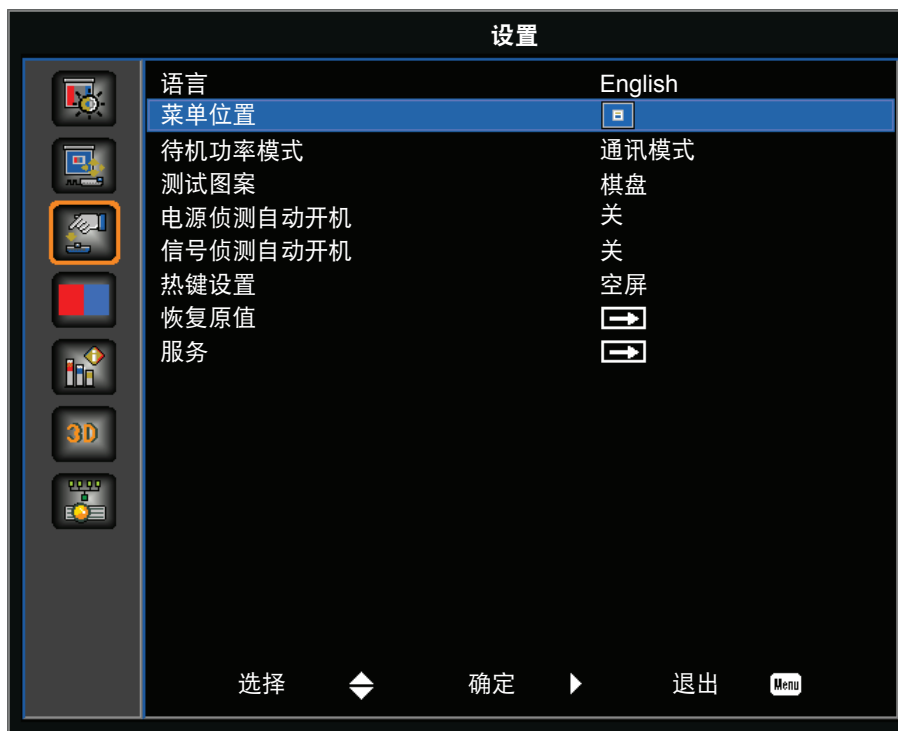 设置
语言 English
菜单位置
待机功率模式 通讯模式
测试图案 棋盘
电源侦测自动开机 关
信号侦测自动开机 关
热键设置 空屏
恢复原值
服务
3D
选择 确定 退出 Menu